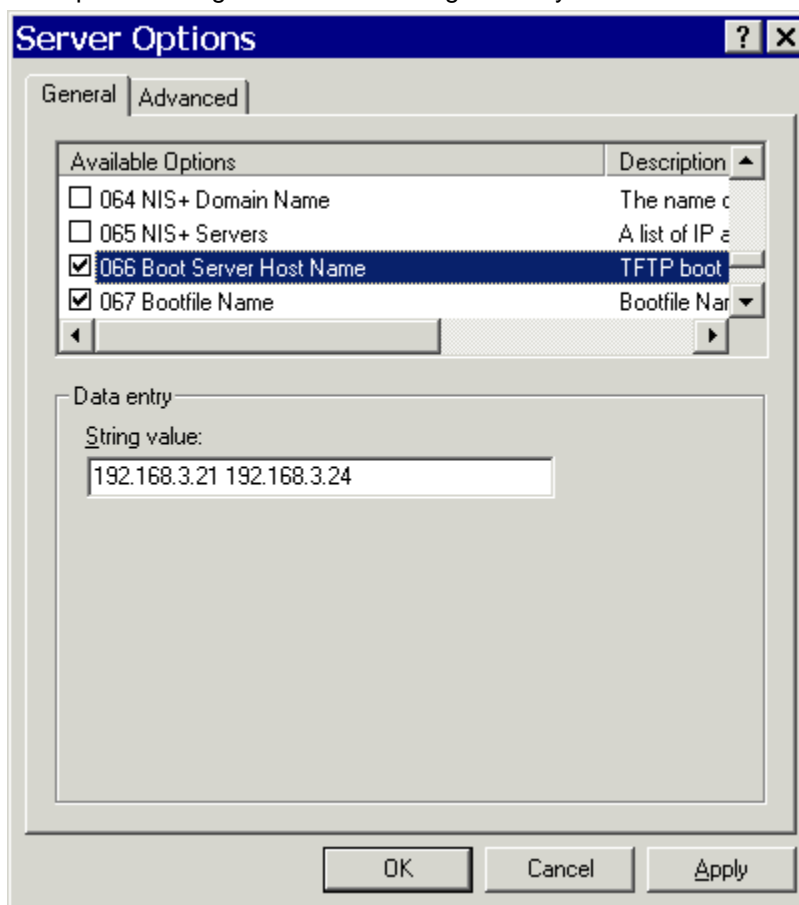 Server Options
General Advanced
Available Options Description
064 NIS+ Domain Name The name
065 NIS+ Servers A list of IP
066 Boot Server Host Name TFTP boot
067 Bootfile Name Bootfile
Data entry
String value:
192.168.3.21 192.168.3.24
OK Cancel Apply